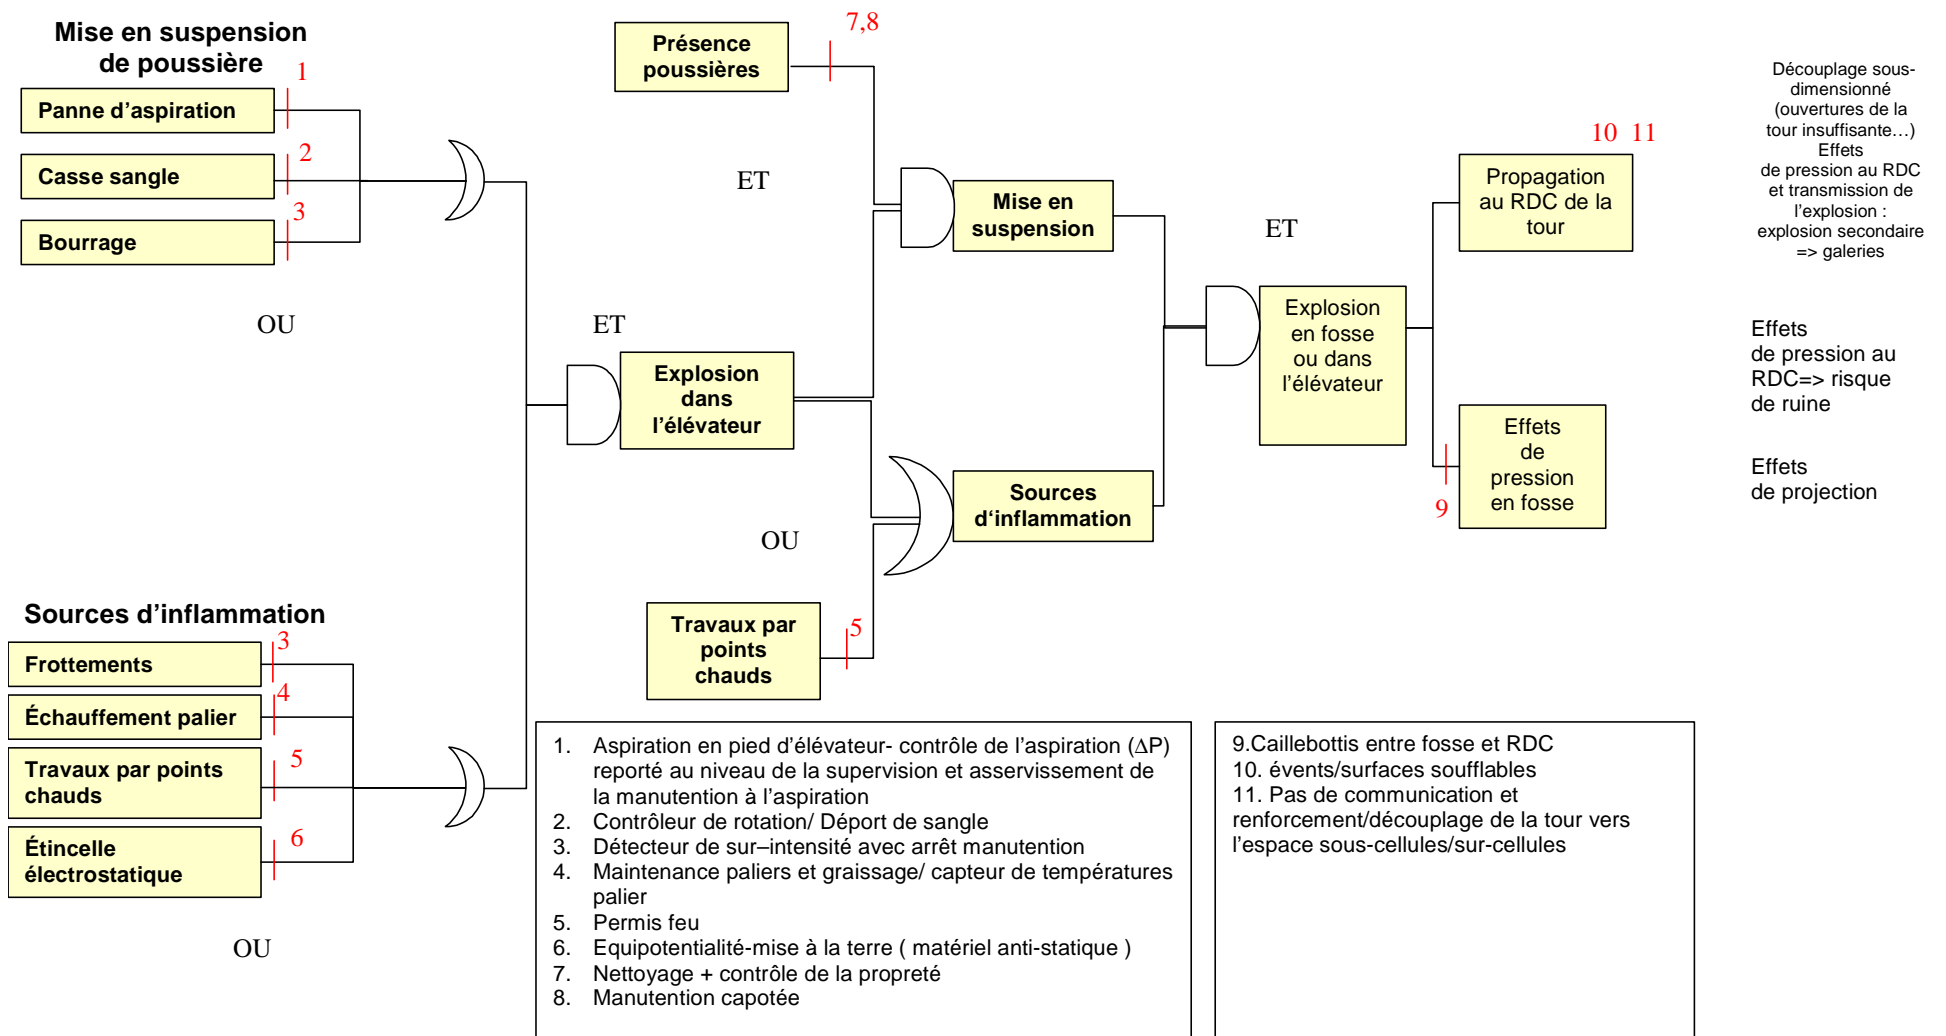 Mise en suspension
de poussière
1
Panne d'aspiration
2
Casse sangle
3
Bourrage
OU
Sources d'inflammation
3
Frottements
4
Échauffement palier
5
Travaux par points
chauds
6
Étincelle
électrostatique
OU
ET
Explosion
dans
l'élévateur
7,8
Présence
poussières
ET
Mise en
suspension
OU
Sources
d'inflammation
5
Travaux par
points
chauds
ET
Explosion
en fosse
ou dans
l'élévateur
10 11
Propagation
au RDC de la
tour
9
Effets
de
pression
en fosse
Découplage sous-
dimensionné
(ouvertures de la
tour insuffisante…)
Effets
de pression au RDC
et transmission de
l'explosion :
explosion secondaire
=> galeries
Effets
de pression au
RDC=> risque
de ruine
Effets
de projection
1. Aspiration en pied d'élévateur- contrôle de l'aspiration (ΔP)
reporté au niveau de la supervision et asservissement de
la manutention à l'aspiration
2. Contrôleur de rotation/ Déport de sangle
3. Détecteur de sur–intensité avec arrêt manutention
4. Maintenance paliers et graissage/ capteur de températures
palier
5. Permis feu
6. Equipotentialité-mise à la terre ( matériel anti-statique )
7. Nettoyage + contrôle de la propreté
8. Manutention capotée
9.Caillebottis entre fosse et RDC
10. évents/surfaces soufflables
11. Pas de communication et
renforcement/découplage de la tour vers
l'espace sous-cellules/sur-cellules